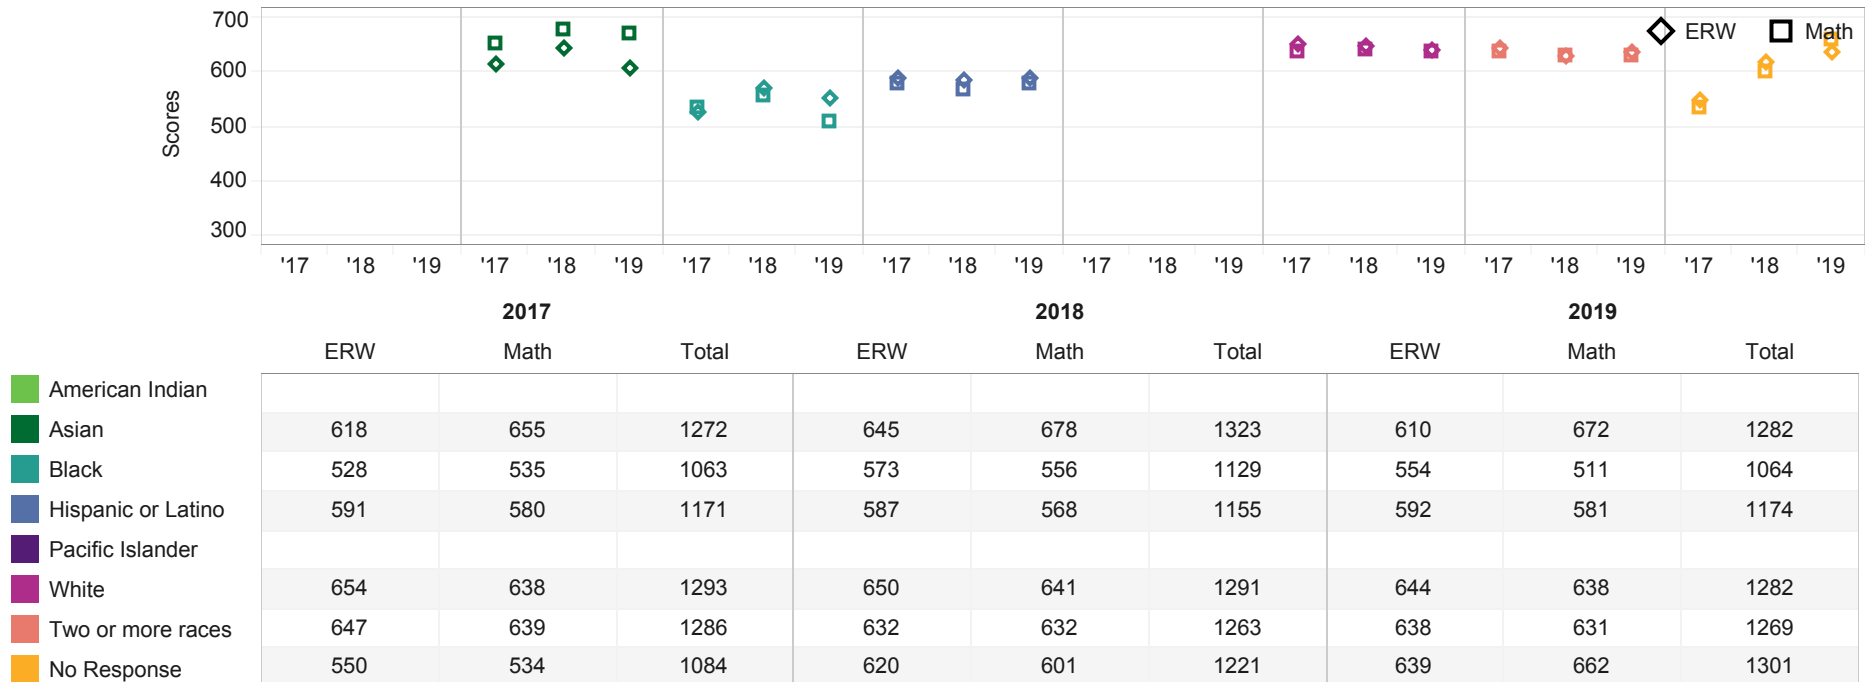 700
ERW Math
600
500
400
300
Scores
'17 '18 '19 '17 '18 '19 '17 '18 '19 '17 '18 '19 '17 '18 '19 '17 '18 '19 '17 '18 '19 '17 '18 '19
2017 2018 2019
ERW Math Total ERW Math Total ERW Math Total
American Indian
Asian 618 655 1272 645 678 1323 610 672 1282
Black 528 535 1063 573 556 1129 554 511 1064
Hispanic or Latino 591 580 1171 587 568 1155 592 581 1174
Pacific Islander
White 654 638 1293 650 641 1291 644 638 1282
Two or more races 647 639 1286 632 632 1263 638 631 1269
No Response 550 534 1084 620 601 1221 639 662 1301